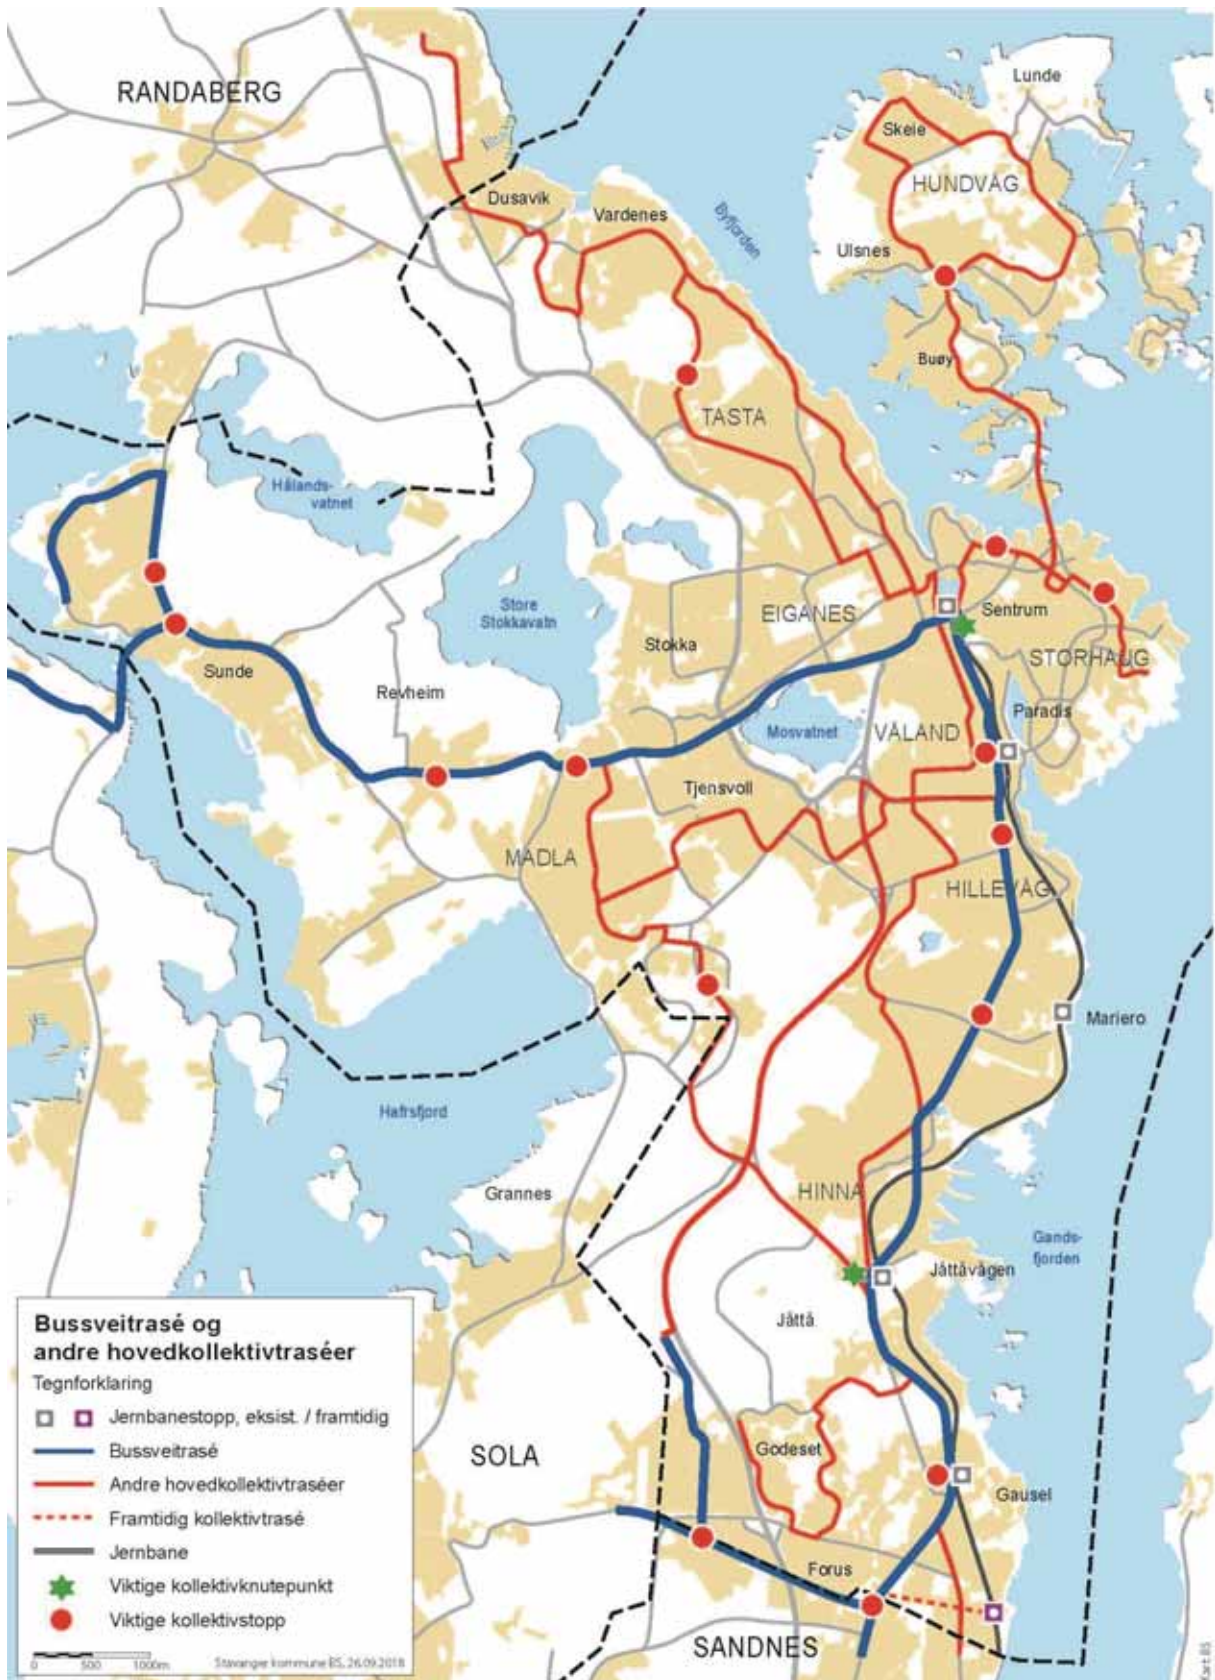 RANDABERG
Lunde
Skeie
HUNDVÅG
Dusavik
Vardenes
Byfjorden
Ulsnes
Buøy
TASTA
Hålands-
vatnet
Store
Stokkavatn
EIGANES
Sentrum
Stokka
STORHAUG
Sunde
Revheim
Paradis
Mosvatnet
VÅLAND
Tjensvoll
MADLA
HILLEVÅG
Mariero
Hafrsfjord
Grannes
HINNA
Gands-
fjorden
Jåttåvågen
Jåttå
Godeset
SOLA
Gausel
Forus
SANDNES
Bussveitrasé og
andre hovedkollektivtraséer
Tegnforklaring
Jernbanestopp, eksist. / framtidig
Bussveitrasé
Andre hovedkollektivtraséer
Framtidig kollektivtrasé
Jernbane
Viktige kollektivknutepunkt
Viktige kollektivstopp
0 500 1000m
Stavanger kommune BS, 26.09.2018